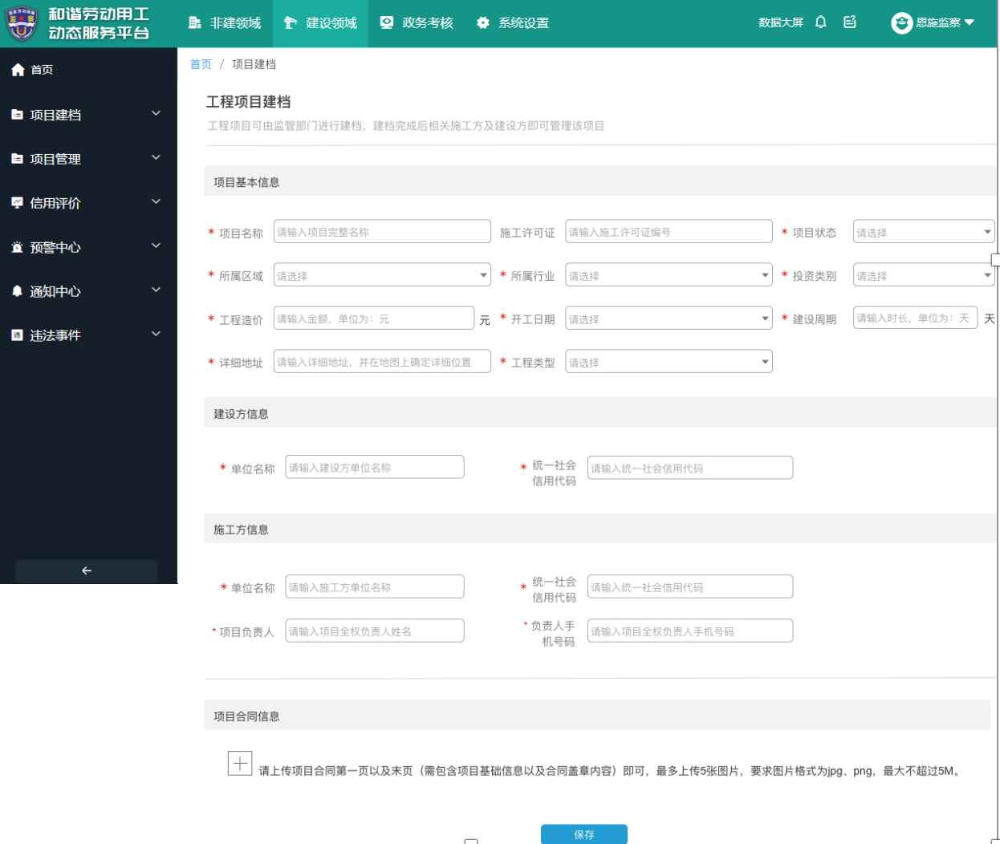 和谐劳动用工
动态服务平台
非建领域
建设领域
政务考核
系统设置
数据大屏
恩施监察
首页
项目建档
项目管理
信用评价
预警中心
通知中心
违法事件
首页 / 项目建档
工程项目建档
工程项目可由监管部门进行建档，建档完成后相关施工方及建设方即可管理该项目
项目基本信息
* 项目名称 请输入项目完整名称 施工许可证 请输入施工许可证编号 * 项目状态 请选择
* 所属区域 请选择 * 所属行业 请选择 * 投资类别 请选择
* 工程造价 请输入金额，单位为：元 元 * 开工日期 请选择 * 建设周期 请输入时长，单位为：天 天
* 详细地址 请输入详细地址，并在地图上确定详细位置 * 工程类型 请选择
建设方信息
* 单位名称 请输入建设方单位名称
* 统一社会
信用代码 请输入统一社会信用代码
施工方信息
* 单位名称 请输入施工方单位名称
* 统一社会
信用代码 请输入统一社会信用代码
* 项目负责人 请输入项目全权负责人姓名
* 负责人手
机号码 请输入项目全权负责人手机号码
项目合同信息
请上传项目合同第一页以及末页（需包含项目基础信息以及合同盖章内容）即可，最多上传5张图片，要求图片格式为jpg、png，最大不超过5M。
保存